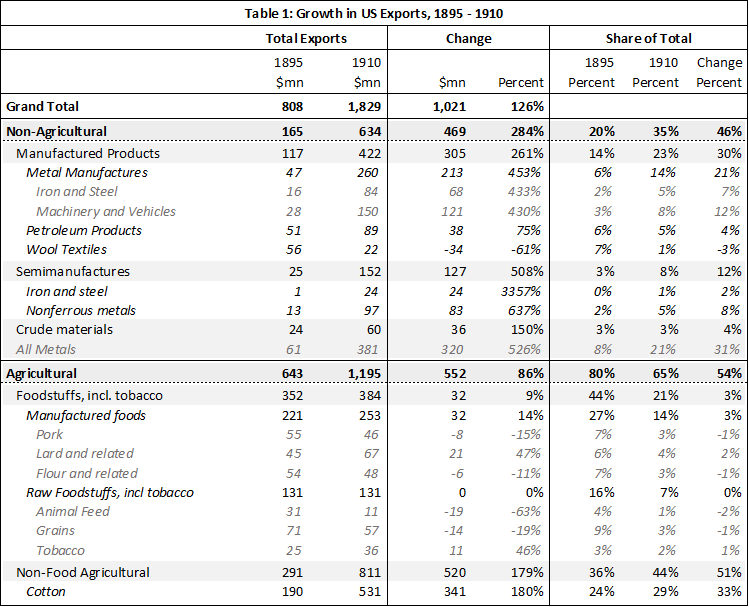 Table 1: Growth in US Exports, 1895 - 1910
Total Exports Change Share of Total
1895 1910 1895 1910 Change
$mn $mn $mn Percent Percent Percent Percent
Grand Total 808 1,829 1,021 126%
Non-Agricultural 165 634 469 284% 20% 35% 46%
Manufactured Products 117 422 305 261% 14% 23% 30%
Metal Manufactures 47 260 213 453% 6% 14% 21%
Iron and Steel 16 84 68 433% 2% 5% 7%
Machinery and Vehicles 28 150 121 430% 3% 8% 12%
Petroleum Products 51 89 38 75% 6% 5% 4%
Wool Textiles 56 22 -34 -61% 7% 1% -3%
Semimanufactures 25 152 127 508% 3% 8% 12%
Iron and steel 1 24 24 3357% 0% 1% 2%
Nonferrous metals 13 97 83 637% 2% 5% 8%
Crude materials 24 60 36 150% 3% 3% 4%
All Metals 61 381 320 526% 8% 21% 31%
Agricultural 643 1,195 552 86% 80% 65% 54%
Foodstuffs, incl. tobacco 352 384 32 9% 44% 21% 3%
Manufactured foods 221 253 32 14% 27% 14% 3%
Pork 55 46 -8 -15% 7% 3% -1%
Lard and related 45 67 21 47% 6% 4% 2%
Flour and related 54 48 -6 -11% 7% 3% -1%
Raw Foodstuffs, incl tobacco 131 131 0 0% 16% 7% 0%
Animal Feed 31 11 -19 -63% 4% 1% -2%
Grains 71 57 -14 -19% 9% 3% -1%
Tobacco 25 36 11 46% 3% 2% 1%
Non-Food Agricultural 291 811 520 179% 36% 44% 51%
Cotton 190 531 341 180% 24% 29% 33%